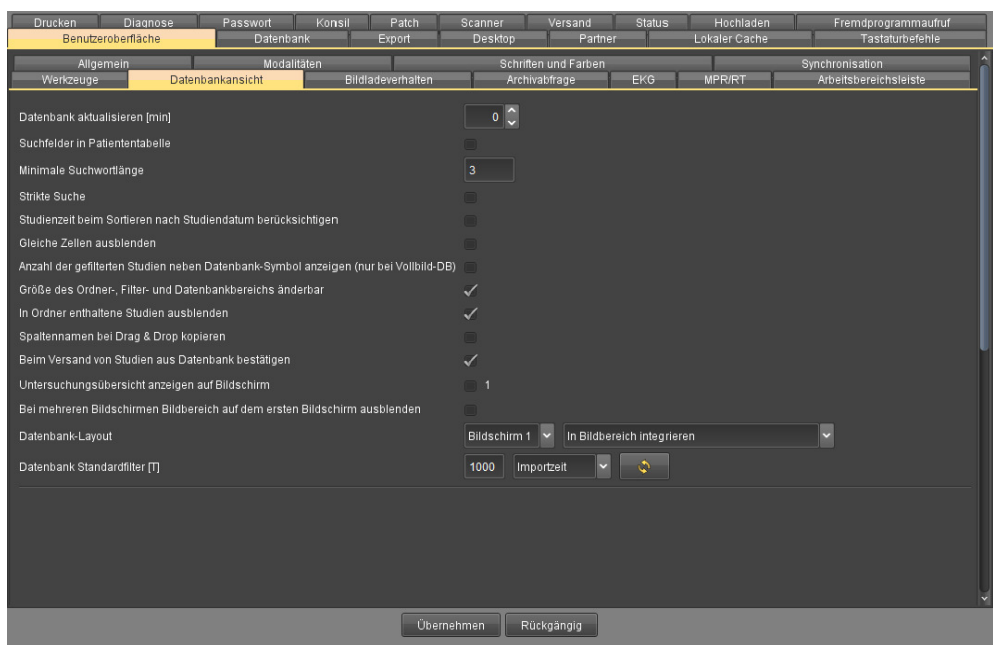 Drucken Diagnose Passwort Konsil Patch Scanner Versand Status Hochladen Fremdprogrammaufruf
Benutzeroberfläche Datenbank Export Desktop Partner Lokaler Cache Tastaturbefehle
Allgemein Modalitäten Schriften und Farben Synchronisation
Werkzeuge Datenbankansicht Bildladeverhalten Archivabfrage EKG MPR/RT Arbeitsbereichsleiste
Datenbank aktualisieren [min] 0
Suchfelder in Patiententabelle
Minimale Suchwortlänge 3
Strikte Suche
Studienzeit beim Sortieren nach Studiendatum berücksichtigen
Gleiche Zellen ausblenden
Anzahl der gefilterten Studien neben Datenbank-Symbol anzeigen (nur bei Vollbild-DB)
Größe des Ordner-, Filter- und Datenbankbereichs änderbar
In Ordner enthaltene Studien ausblenden
Spaltennamen bei Drag & Drop kopieren
Beim Versand von Studien aus Datenbank bestätigen
Untersuchungsübersicht anzeigen auf Bildschirm 1
Bei mehreren Bildschirmen Bildbereich auf dem ersten Bildschirm ausblenden
Datenbank-Layout Bildschirm 1 In Bildbereich integrieren
Datenbank Standardfilter [T] 1000 Importzeit
Übernehmen Rückgängig